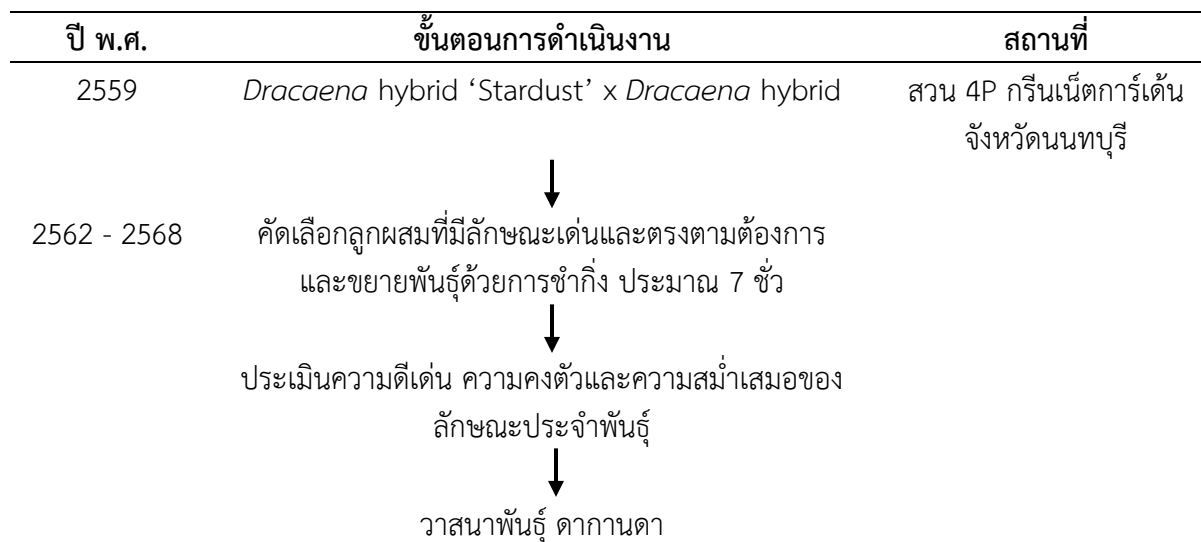 ปี พ.ศ. ขั้นตอนการดำเนินงาน สถานที่
2559 Dracaena hybrid ‘Stardust’ x Dracaena hybrid สวน 4P กรีนเน็ตการ์เด้น
จังหวัดนนทบุรี
2562 - 2568 คัดเลือกลูกผสมที่มีลักษณะเด่นและตรงตามต้องการ
และขยายพันธุ์ด้วยการชำกิ่ง ประมาณ 7 ชั่ว
ประเมินความดีเด่น ความคงตัวและความสม่ำเสมอของ
ลักษณะประจำพันธุ์
วาสนาพันธุ์ ดากานดา